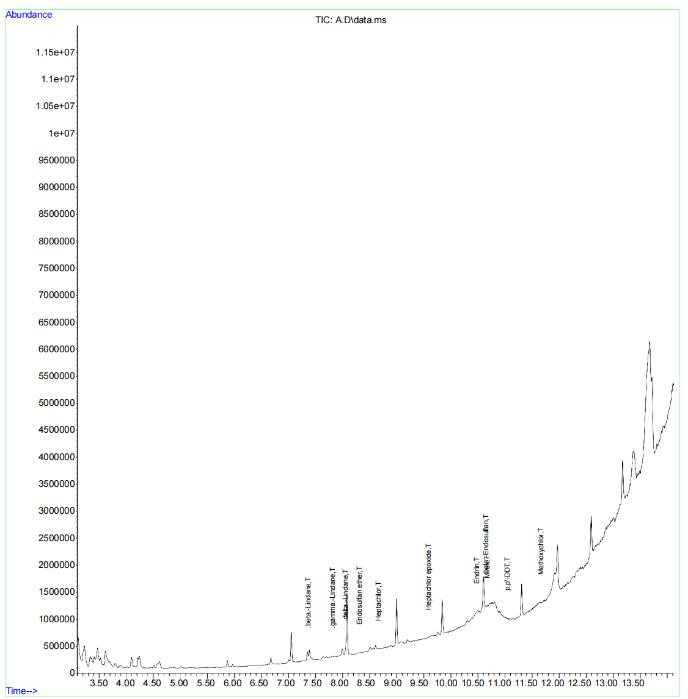 Abundance
TIC: A.D\data.ms
1.15e+07
1.1e+07
1.05e+07
1e+07
9500000
9000000
8500000
8000000
7500000
7000000
6500000
6000000
5500000
5000000
4500000
4000000
3500000
3000000
2500000
2000000
1500000
1000000
500000
0
.beta.-Lindane,T
.gamma.-Lindane,T
.delta.-Lindane,T
Endosulfan ether,T
Heptachlor,T
Heptachlor epoxide,T
Endrin,T
Endosulfan,T
p,p'-DDT,T
Methoxychlor,T
3.50 4.00 4.50 5.00 5.50 6.00 6.50 7.00 7.50 8.00 8.50 9.00 9.50 10.00 10.50 11.00 11.50 12.00 12.50 13.00 13.50
Time-->